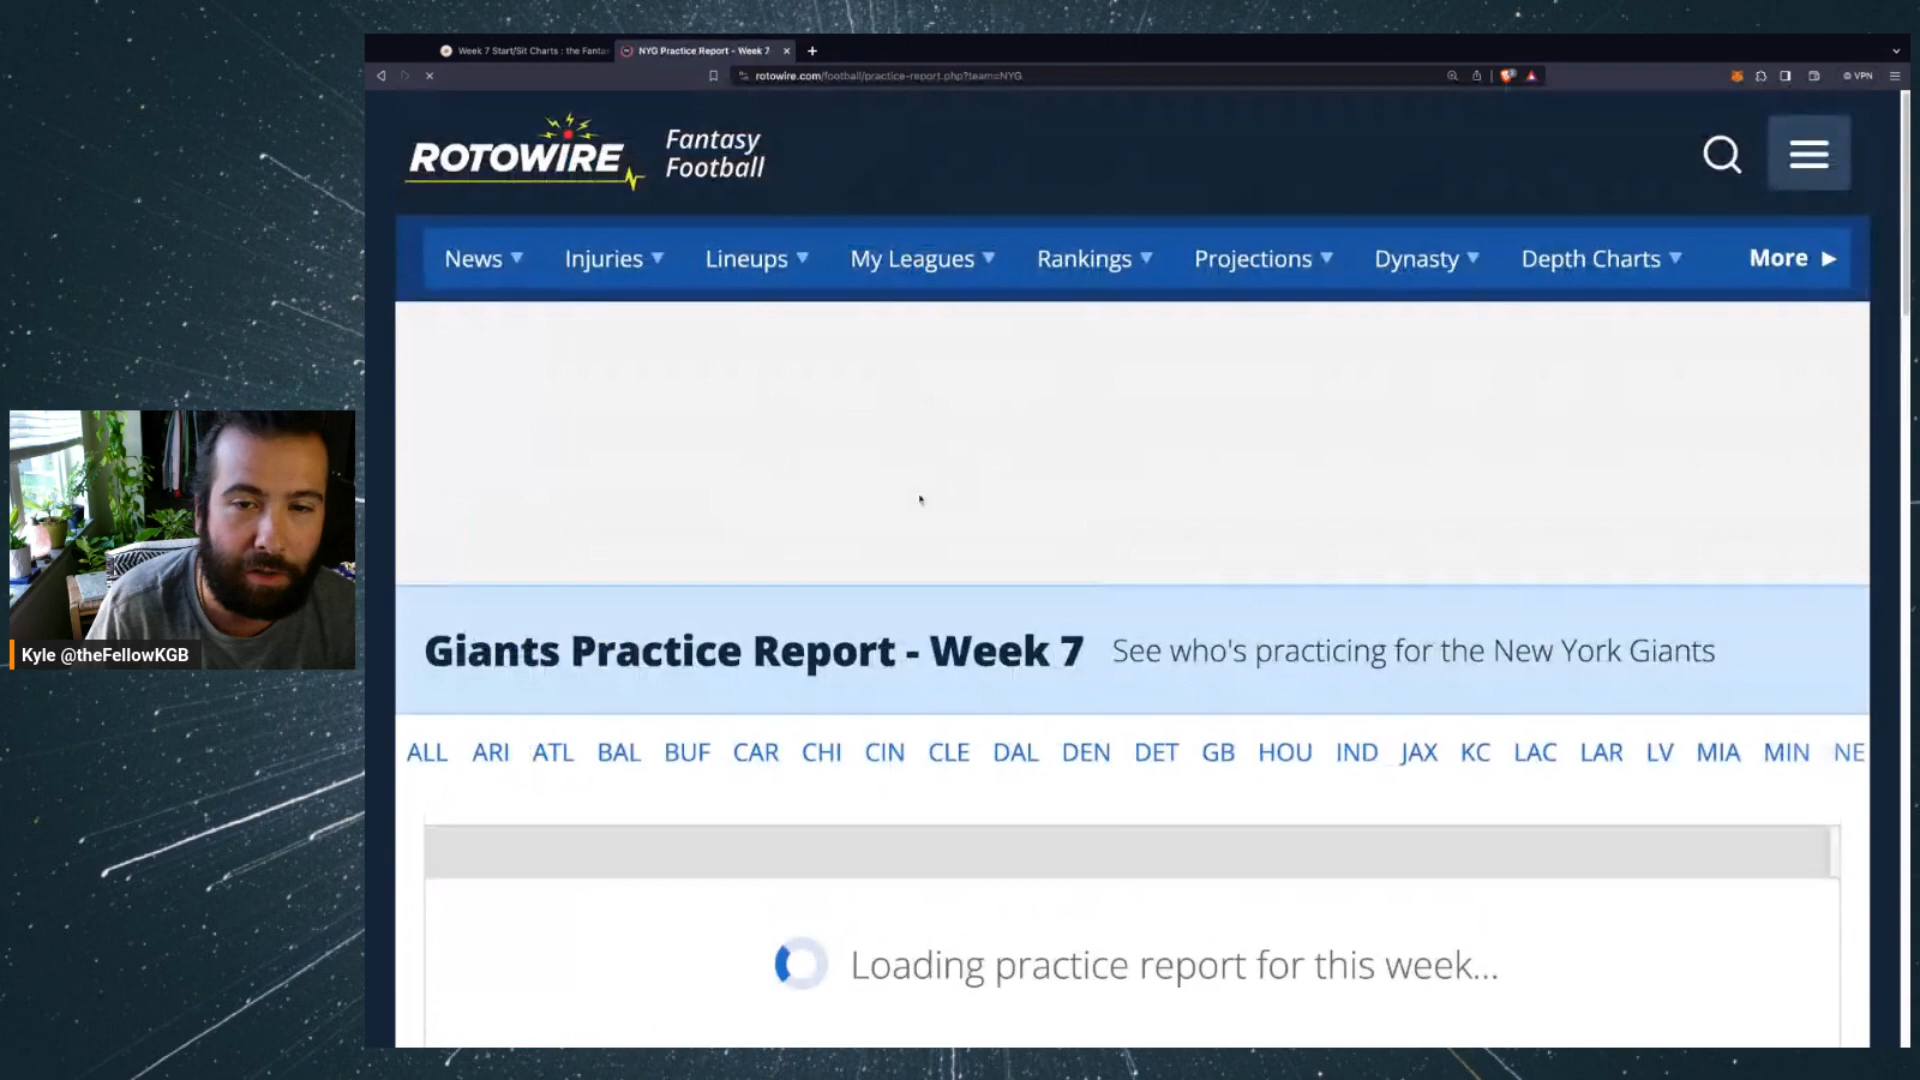 Week 7 Start/Sit Charts : the Fanta
NYG Practice Report - Week 7
rotowire.com/football/practice-report.php?team=NYG
VPN
ROTOWIRE
Fantasy
Football
News
Injuries
Lineups
My Leagues
Rankings
Projections
Dynasty
Depth Charts
More
Giants Practice Report - Week 7
See who's practicing for the New York Giants
ALL ARI ATL BAL BUF CAR CHI CIN CLE DAL DEN DET GB HOU IND JAX KC LAC LAR LV MIA MIN NE
Loading practice report for this week...
Kyle @theFellowKGB